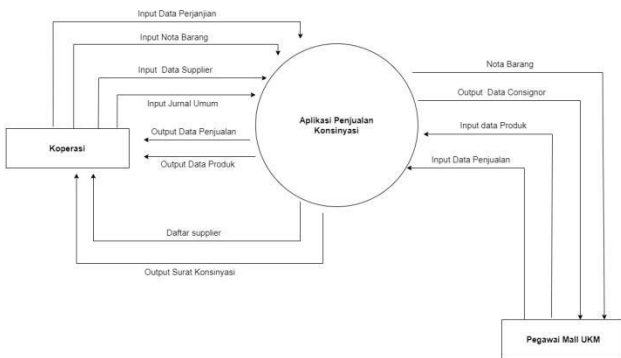 Input Data Perjanjian
Input Nota Barang
Input Data Supplier
Input Jurnal Umum
Output Data Penjualan
Output Data Produk
Koperasi
Aplikasi Penjualan
Konsinyasi
Nota Barang
Output Data Consignor
Input data Produk
Input Data Penjualan
Daftar supplier
Output Surat Konsinyasi
Pegawai Mall UKM